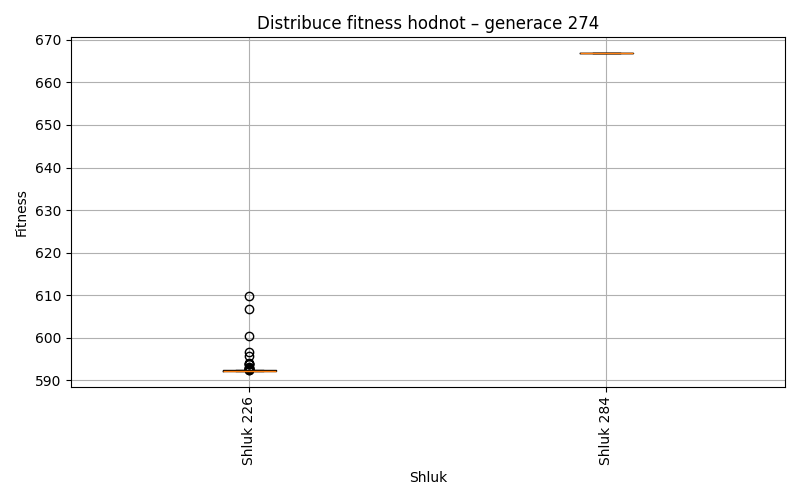 Distribuce fitness hodnot – generace 274
670
660
650
640
630
620
610
600
590
Fitness
Shluk 226
Shluk 284
Shluk